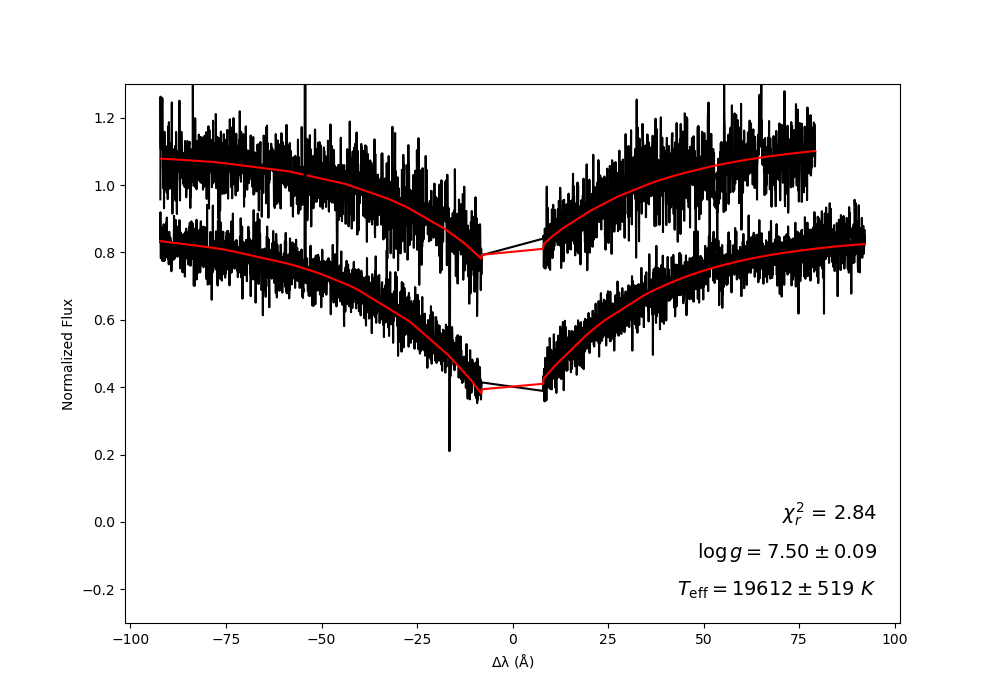 1.2
1.0
0.8
0.6
0.4
0.2
0.0
−0.2
Normalized Flux
χ²ᵣ = 2.84
log g = 7.50 ± 0.09
T_eff = 19612 ± 519 K
−100 −75 −50 −25 0 25 50 75 100
Δλ (Å)